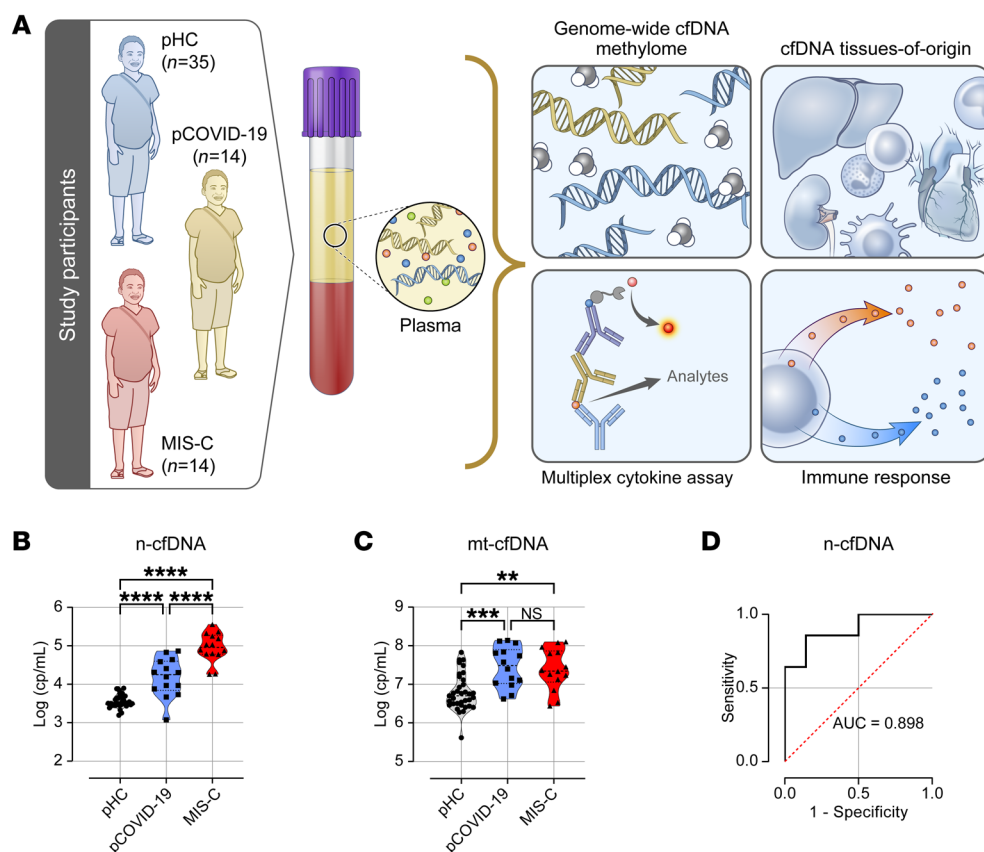 A
Study participants
pHC
(n=35)
pCOVID-19
(n=14)
MIS-C
(n=14)
Plasma
Genome-wide cfDNA
methylome
cfDNA tissues-of-origin
Analytes
Multiplex cytokine assay
Immune response
B
n-cfDNA
****
**** ****
Log (cp/mL)
6
5
4
3
2
pHC
pCOVID-19
MIS-C
C
mt-cfDNA
**
*** NS
Log (cp/mL)
9
8
7
6
5
pHC
pCOVID-19
MIS-C
D
n-cfDNA
Sensitivity
1.0
0.5
0.0
AUC = 0.898
0.0 0.5 1.0
1 - Specificity